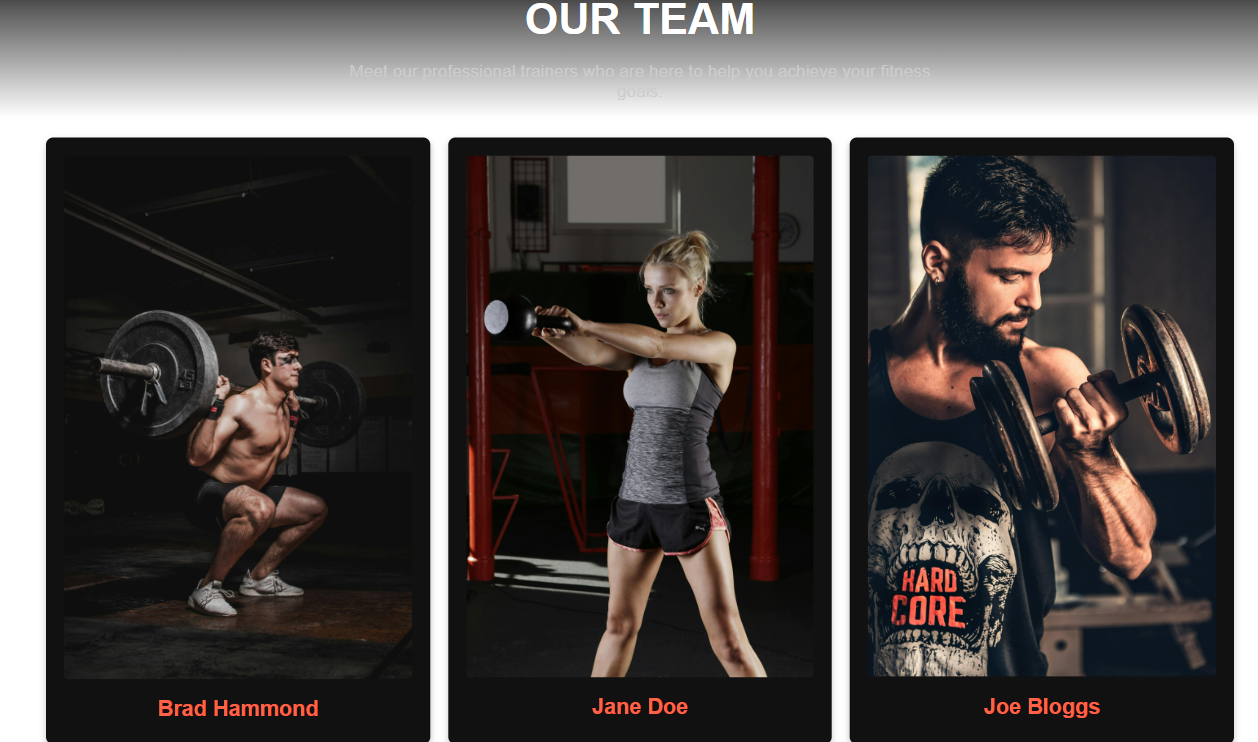 OUR TEAM
Meet our professional trainers who are here to help you achieve your fitness
goals.
HARD
CORE
Brad Hammond
Jane Doe
Joe Bloggs